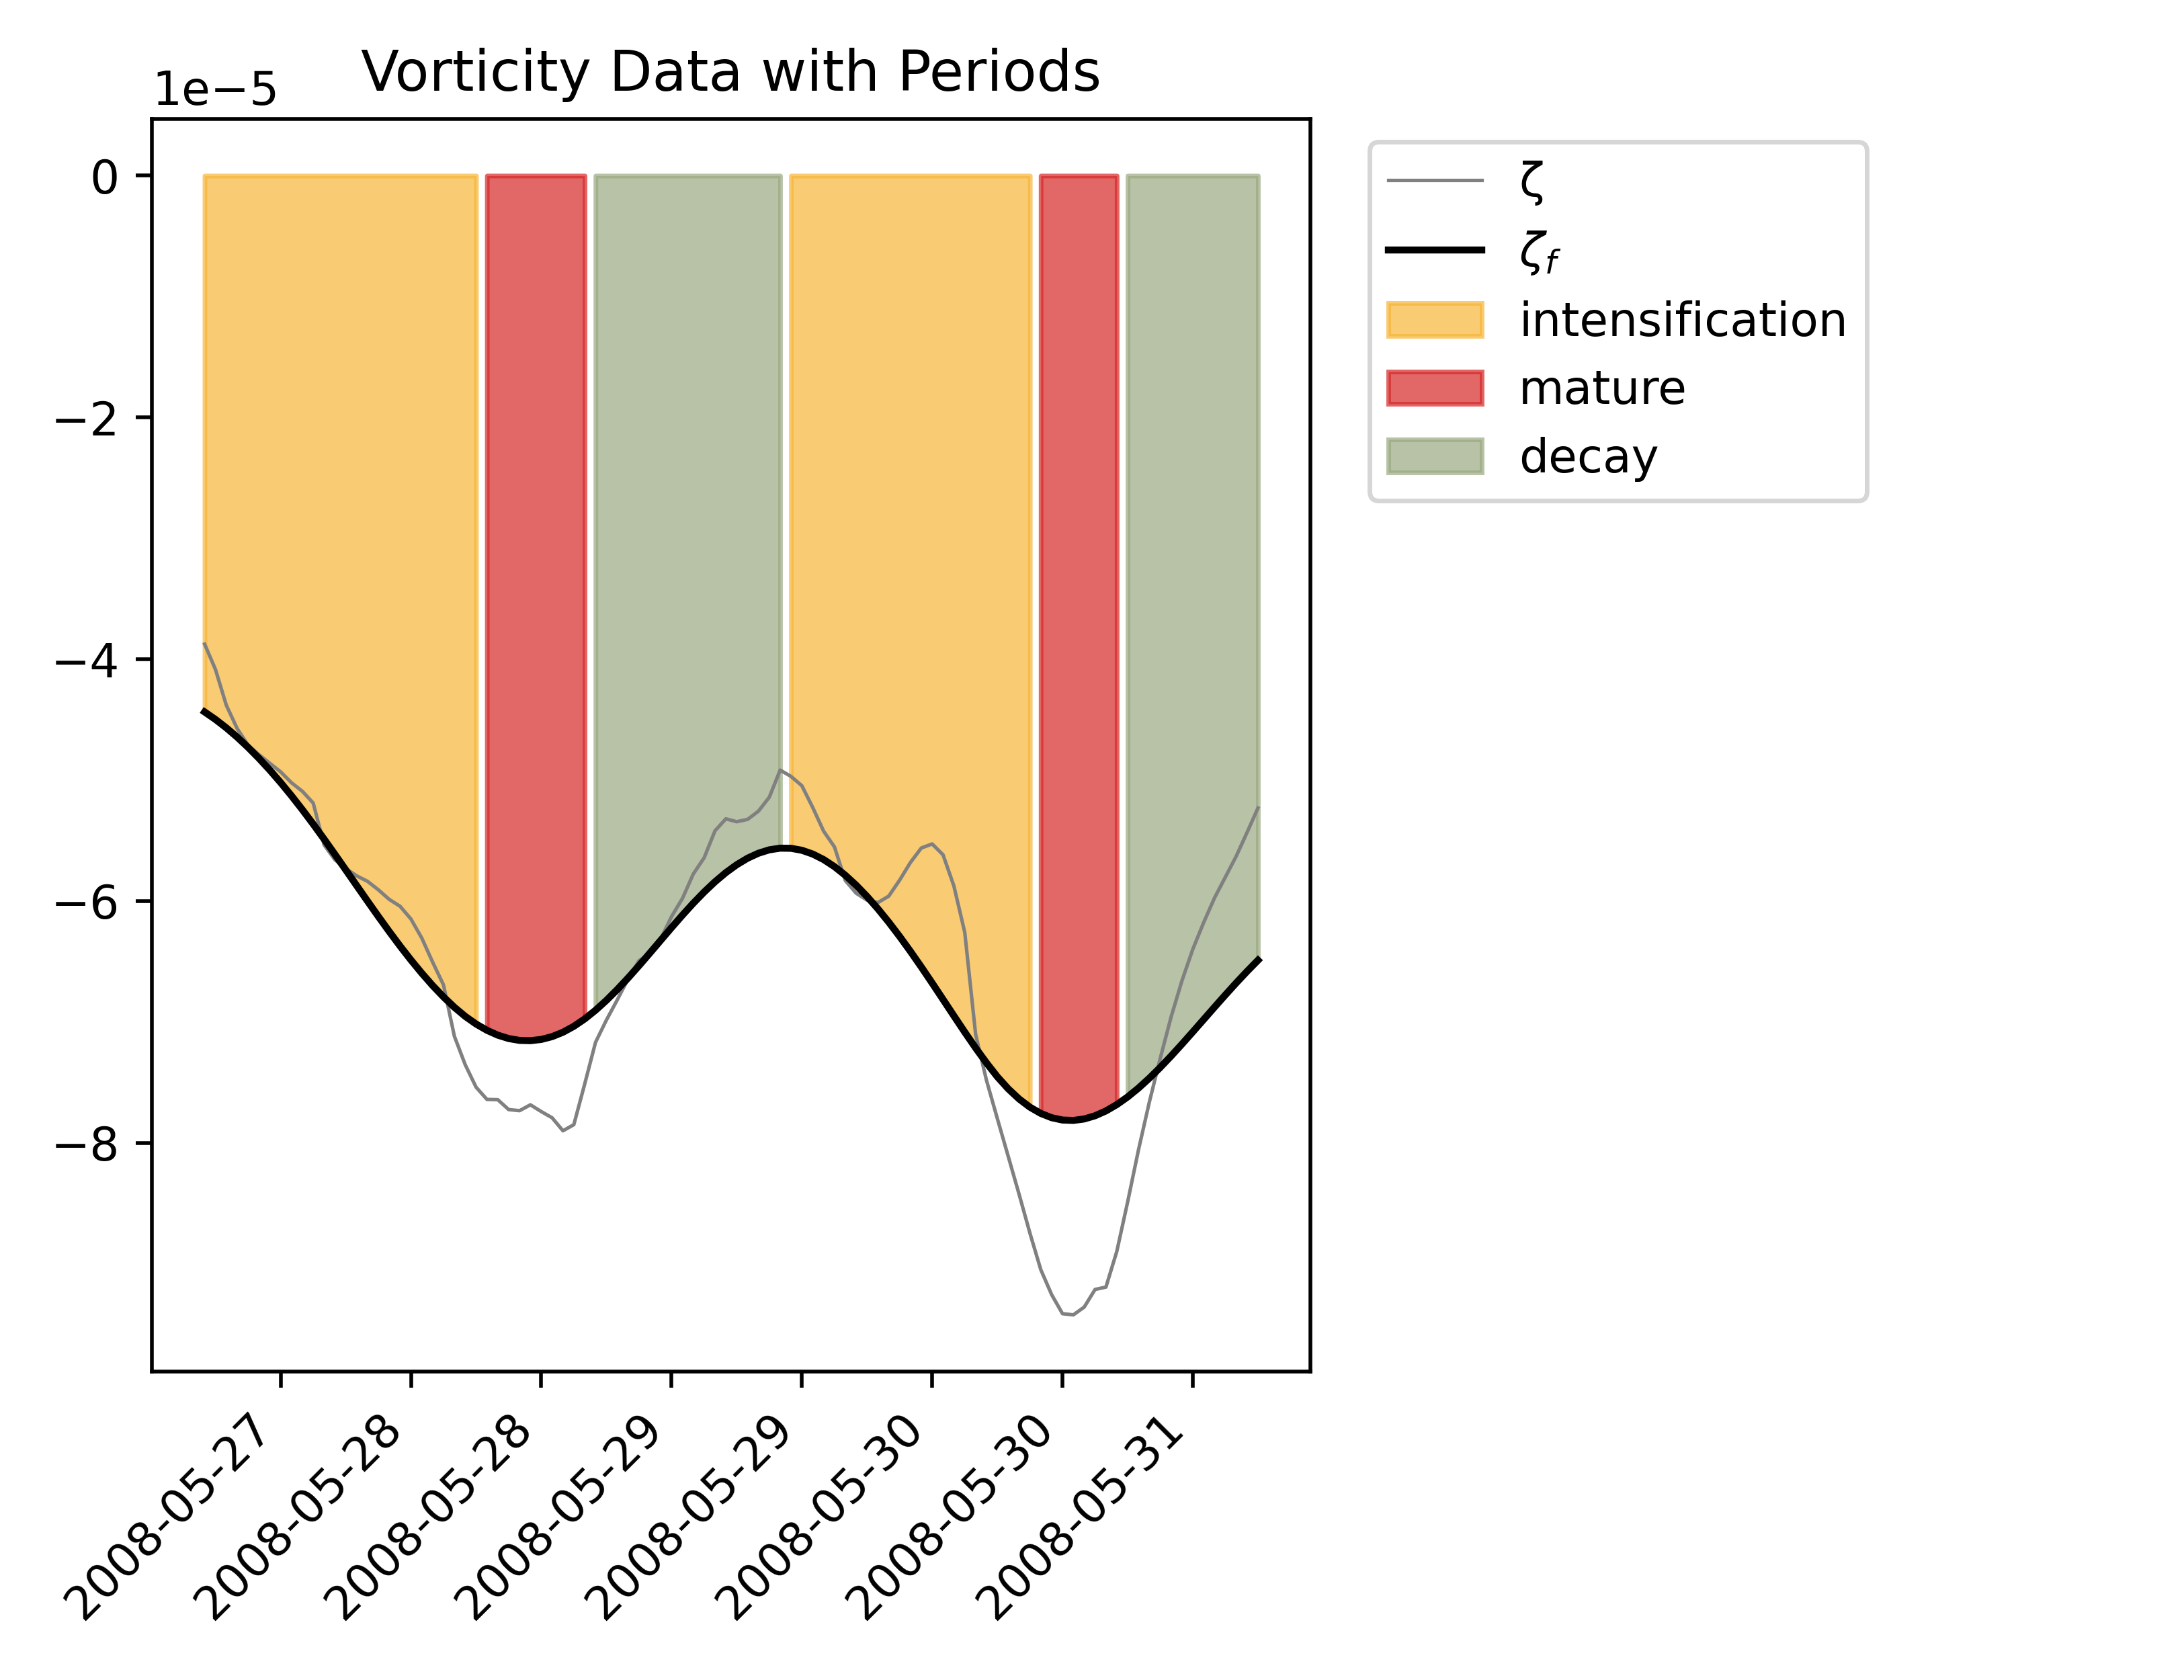 Vorticity Data with Periods
1e−5
0
−2
−4
−6
−8
2008-05-27
2008-05-28
2008-05-28
2008-05-29
2008-05-29
2008-05-30
2008-05-30
2008-05-31
ζ
ζf
intensification
mature
decay